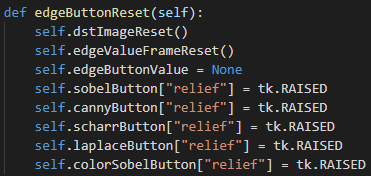 def edgeButtonReset(self):
    self.dstImageReset()
    self.edgeValueFrameReset()
    self.edgeButtonValue = None
    self.sobelButton["relief"] = tk.RAISED
    self.cannyButton["relief"] = tk.RAISED
    self.scharrButton["relief"] = tk.RAISED
    self.laplaceButton["relief"] = tk.RAISED
    self.colorSobelButton["relief"] = tk.RAISED